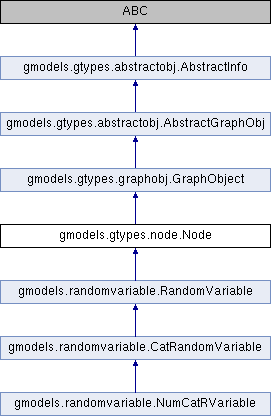 ABC
gmodels.gtypes.abstractobj.AbstractInfo
gmodels.gtypes.abstractobj.AbstractGraphObj
gmodels.gtypes.graphobj.GraphObject
gmodels.gtypes.node.Node
gmodels.randomvariable.RandomVariable
gmodels.randomvariable.CatRandomVariable
gmodels.randomvariable.NumCatRVariable